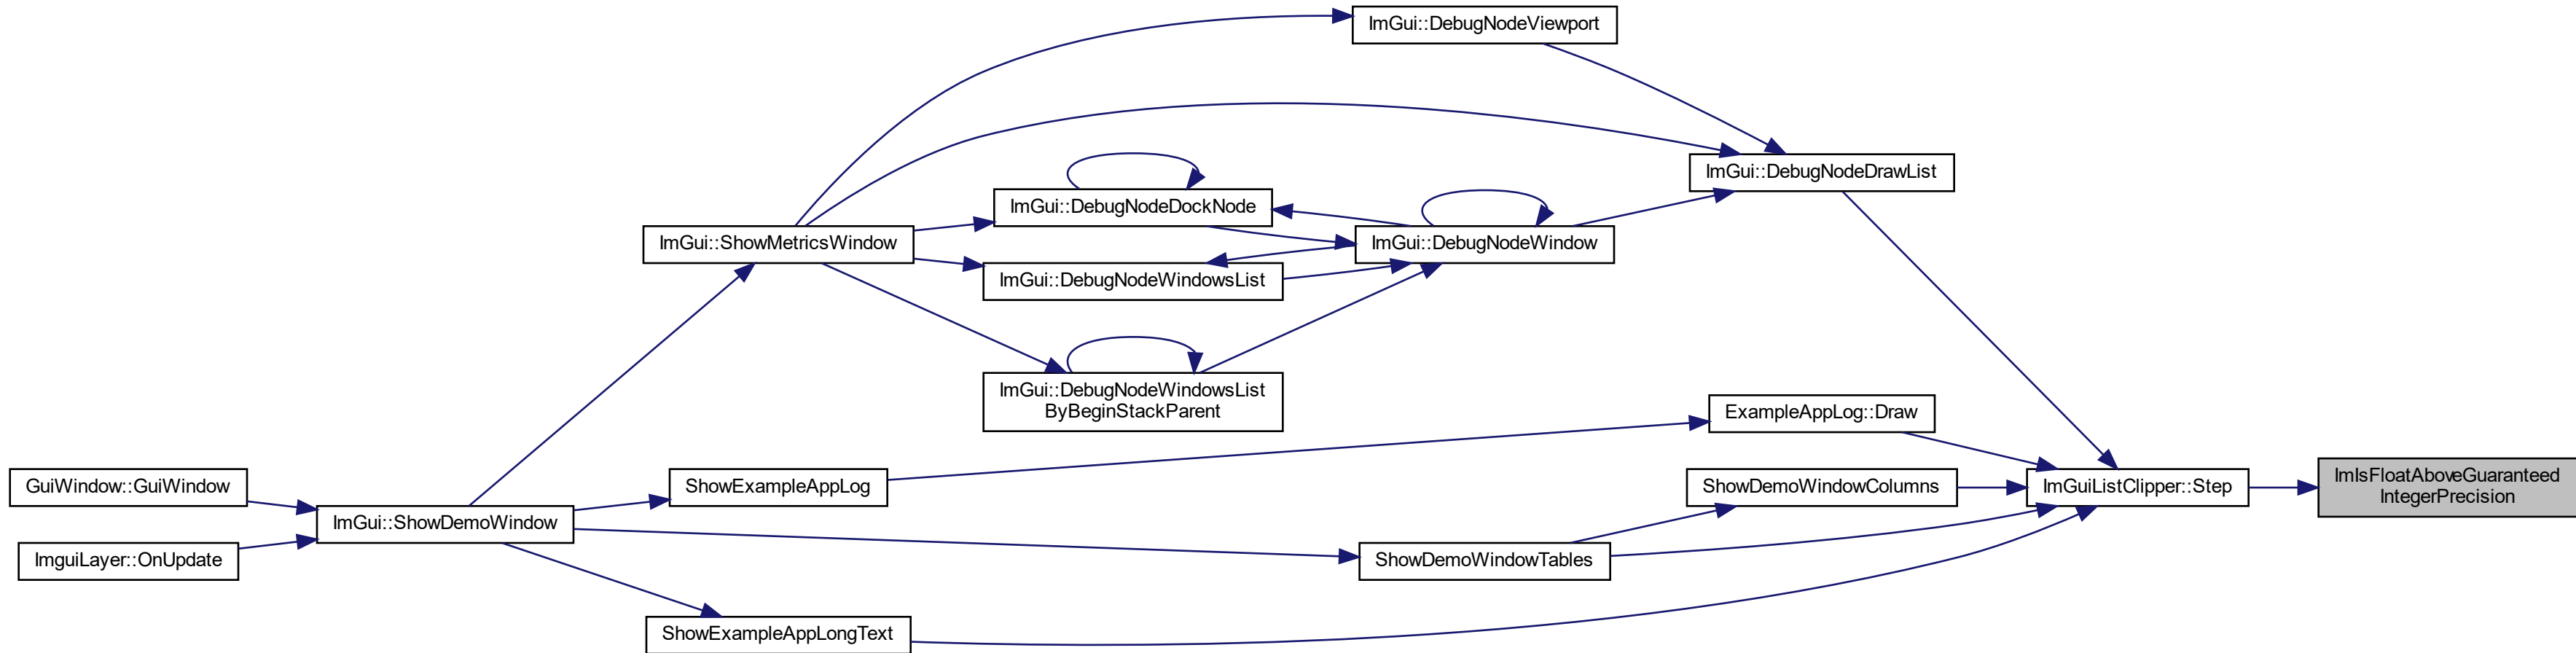 ImGui::DebugNodeViewport
ImGui::DebugNodeDrawList
ImGui::DebugNodeDockNode
ImGui::ShowMetricsWindow
ImGui::DebugNodeWindow
ImGui::DebugNodeWindowsList
ImGui::DebugNodeWindowsList
ByBeginStackParent
ExampleAppLog::Draw
GuiWindow::GuiWindow
ShowExampleAppLog
ShowDemoWindowColumns
ImGuiListClipper::Step
ImIsFloatAboveGuaranteed
IntegerPrecision
ImGui::ShowDemoWindow
ImguiLayer::OnUpdate
ShowDemoWindowTables
ShowExampleAppLongText